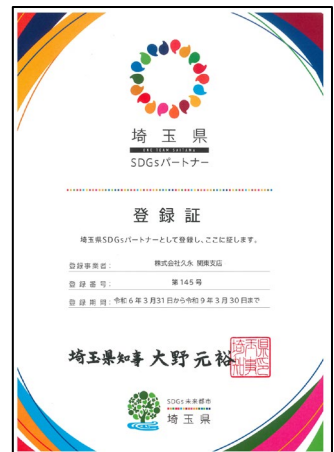 埼玉県
ONE TEAM SAITAMA
SDGsパートナー
登録証
埼玉県SDGsパートナーとして登録し、ここに証します。
登録事業者： 株式会社久永 関東支店
登録番号： 第145号
登録期間： 令和6年3月31日から令和9年3月30日まで
埼玉県知事 大野元裕
SDGs未来都市
埼玉県